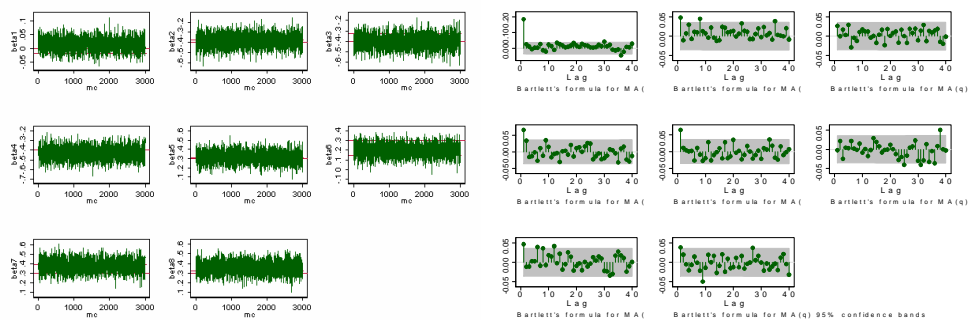 beta1
.1
.05
0
-.05
0 1000 2000 3000
mc
beta2
-.6-.5-.4-.3-.2
0 1000 2000 3000
mc
beta3
-.6-.5-.4-.3-.2
0 1000 2000 3000
mc
0.00 0.10 0.20
0 10 20 30 40
Lag
Bartlett's formula for MA(
-0.05 0.00 0.05
0 10 20 30 40
Lag
Bartlett's formula for MA(
-0.05 0.00 0.05
0 10 20 30 40
Lag
Bartlett's formula for MA(q)
beta4
-.7-.6-.5-.4-.3-.2
0 1000 2000 3000
mc
beta5
.1 .2 .3 .4 .5 .6
0 1000 2000 3000
mc
beta6
-.1 0 .1 .2 .3 .4
0 1000 2000 3000
mc
-0.05 0.00 0.05
0 10 20 30 40
Lag
Bartlett's formula for MA(
-0.05 0.00 0.05
0 10 20 30 40
Lag
Bartlett's formula for MA(
-0.05 0.00 0.05
0 10 20 30 40
Lag
Bartlett's formula for MA(q)
beta7
.1 .2 .3 .4 .5 .6
0 1000 2000 3000
mc
beta8
.1 .2 .3 .4 .5 .6
0 1000 2000 3000
mc
-0.05 0.00 0.05
0 10 20 30 40
Lag
Bartlett's formula for MA(
-0.05 0.00 0.05
0 10 20 30 40
Lag
Bartlett's formula for MA(q) 95% confidence bands